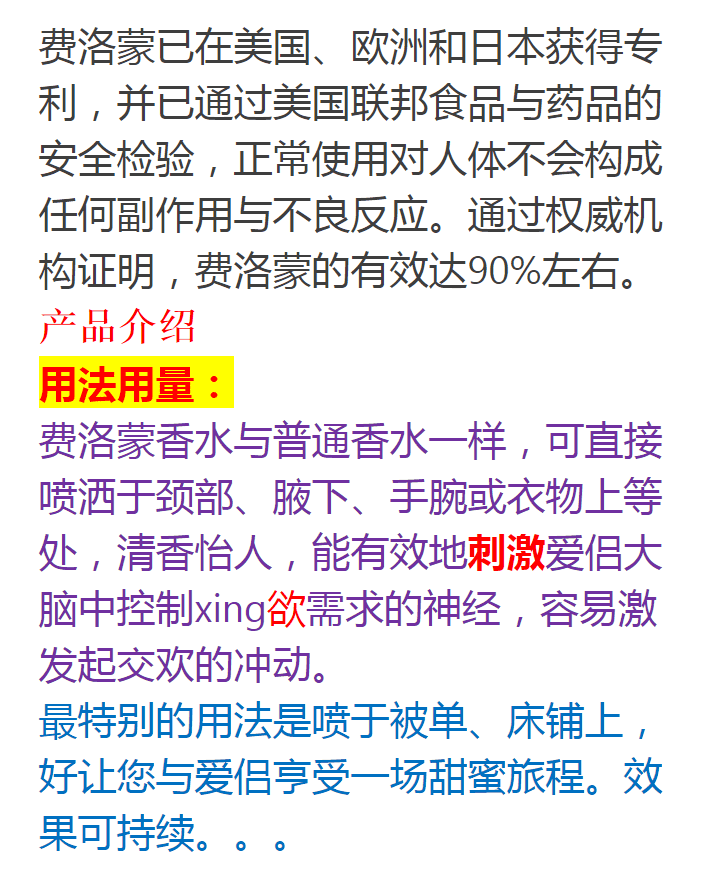 费洛蒙已在美国、欧洲和日本获得专
利，并已通过美国联邦食品与药品的
安全检验，正常使用对人体不会构成
任何副作用与不良反应。通过权威机
构证明，费洛蒙的有效达90%左右。
产品介绍
用法用量：
费洛蒙香水与普通香水一样，可直接
喷洒于颈部、腋下、手腕或衣物上等
处，清香怡人，能有效地刺激爱侣大
脑中控制xing欲需求的神经，容易激
发起交欢的冲动。
最特别的用法是喷于被单、床铺上，
好让您与爱侣亨受一场甜蜜旅程。效
果可持续。。。